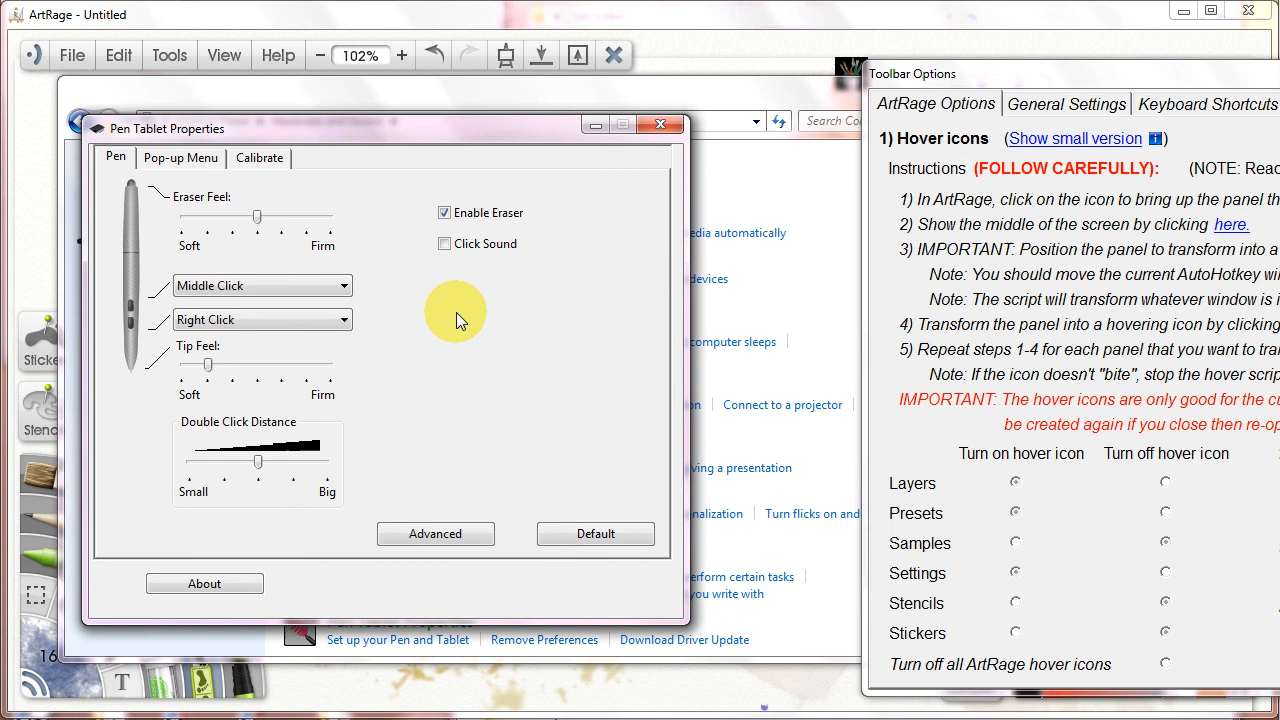 ArtRage - Untitled
File Edit Tools View Help − 102% +
Search Co
Toolbar Options
ArtRage Options General Settings Keyboard Shortcuts
Pen Tablet Properties
Pen Pop-up Menu Calibrate
Eraser Feel:
Soft Firm
Enable Eraser
Click Sound
Middle Click
Right Click
Tip Feel:
Soft Firm
Double Click Distance
Small Big
Advanced Default
About
edia automatically
devices
computer sleeps
on Connect to a projector
ving a presentation
nalization Turn flicks on and
erform certain tasks
you write with
Set up your Pen and Tablet Remove Preferences Download Driver Update
Sticke
Stenc
16
T
1) Hover icons (Show small version i)
Instructions (FOLLOW CAREFULLY): (NOTE: Reac
1) In ArtRage, click on the icon to bring up the panel th
2) Show the middle of the screen by clicking here.
3) IMPORTANT: Position the panel to transform into a
Note: You should move the current AutoHotkey wi
Note: The script will transform whatever window is i
4) Transform the panel into a hovering icon by clicking
5) Repeat steps 1-4 for each panel that you want to tra
Note: If the icon doesn't "bite", stop the hover scrip
IMPORTANT: The hover icons are only good for the cu
be created again if you close then re-op
Turn on hover icon Turn off hover icon
Layers
Presets
Samples
Settings
Stencils
Stickers
Turn off all ArtRage hover icons